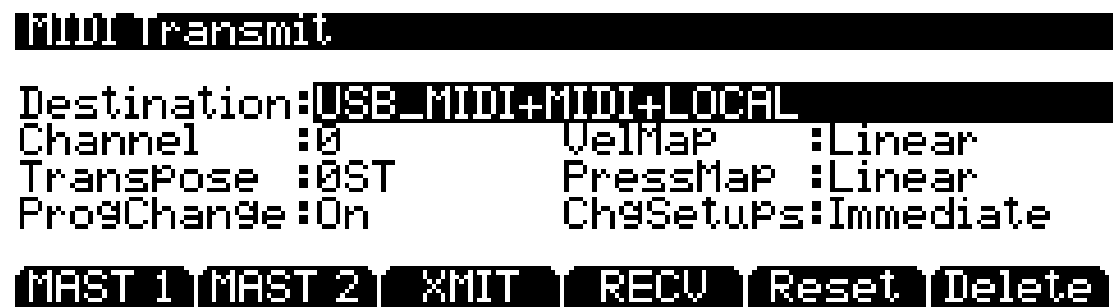 MIDI Transmit
Destination:USB_MIDI+MIDI+LOCAL
Channel :0 VelMap :Linear
Transpose :0ST PressMap :Linear
ProgChange:On ChgSetups:Immediate
MAST 1 MAST 2 XMIT RECV Reset Delete